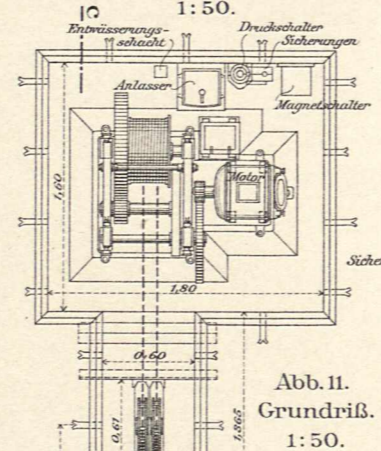 C
1:50.
Entwässerungs-
schacht
Druckschalter
Sicherungen
Anlasser
Magnetschalter
Motor
1,60
Siche
1,80
0,60
Abb. 11.
Grundriß.
1:50.
0,67
1,865